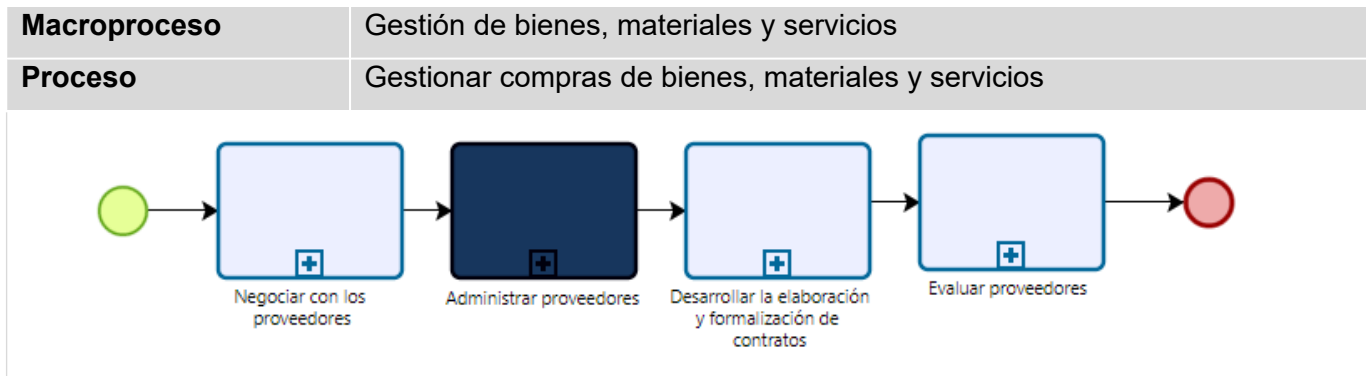 Macroproceso Gestión de bienes, materiales y servicios
Proceso Gestionar compras de bienes, materiales y servicios
Negociar con los
proveedores
Administrar proveedores
Desarrollar la elaboración
y formalización de
contratos
Evaluar proveedores